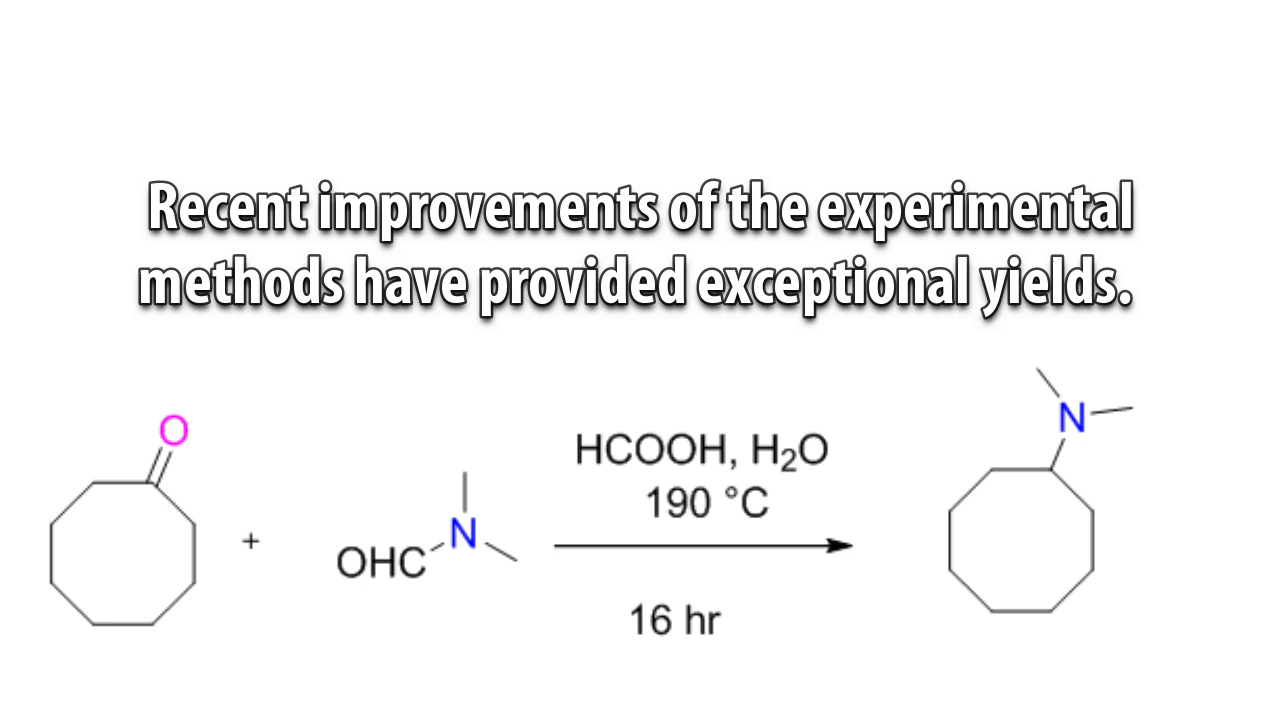 Recent improvements of the experimental
methods have provided exceptional yields.
O
+
OHC
N
HCOOH, H₂O
190 °C
16 hr
N